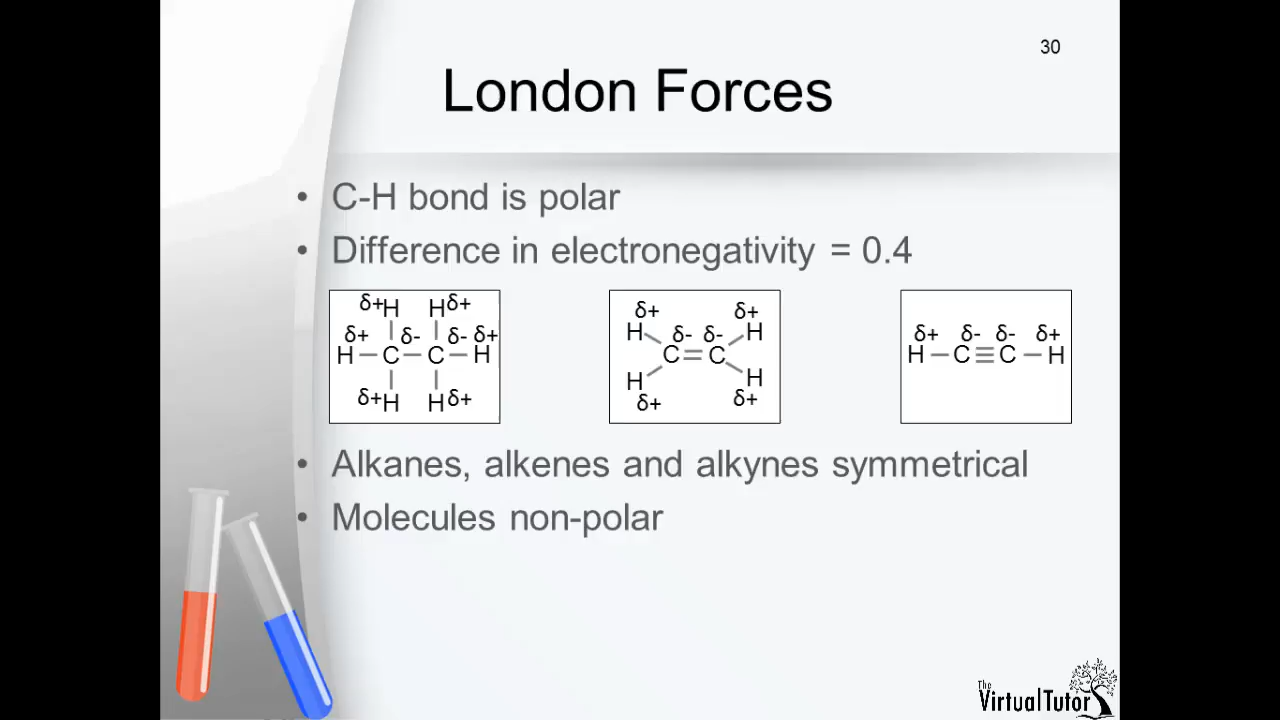 30
London Forces
• C-H bond is polar
• Difference in electronegativity = 0.4
δ+H Hδ+
δ+ δ- δ- δ+
H – C – C – H
δ+H Hδ+
δ+ δ+
H δ- δ- H
C = C
H H
δ+ δ+
δ+ δ- δ- δ+
H – C ≡ C – H
• Alkanes, alkenes and alkynes symmetrical
• Molecules non-polar
The
VirtualTutor